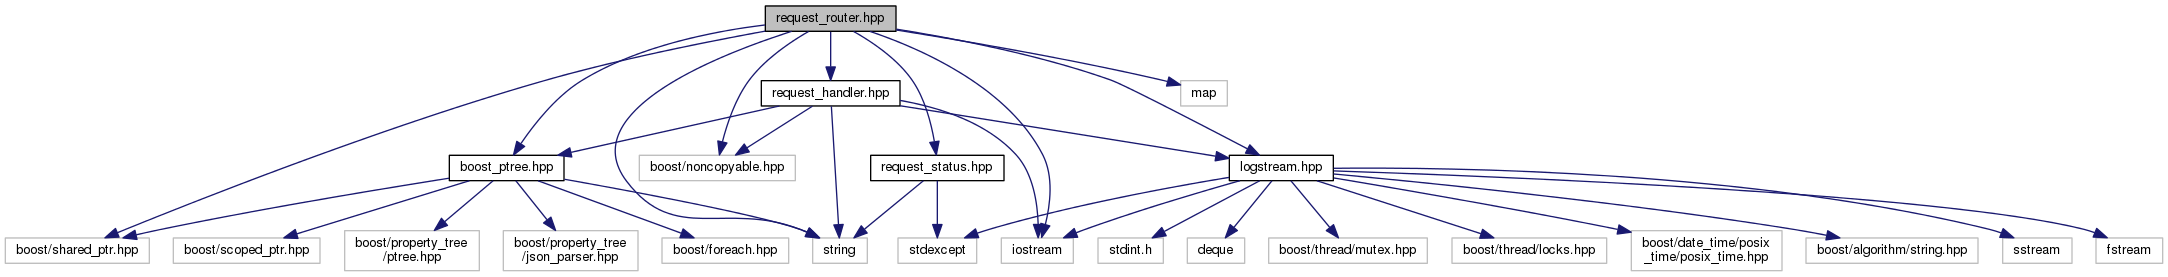 request_router.hpp
request_handler.hpp
map
boost_ptree.hpp
boost/noncopyable.hpp
request_status.hpp
logstream.hpp
boost/shared_ptr.hpp
boost/scoped_ptr.hpp
boost/property_tree
/ptree.hpp
boost/property_tree
/json_parser.hpp
boost/foreach.hpp
string
stdexcept
iostream
stdint.h
deque
boost/thread/mutex.hpp
boost/thread/locks.hpp
boost/date_time/posix
_time/posix_time.hpp
boost/algorithm/string.hpp
sstream
fstream